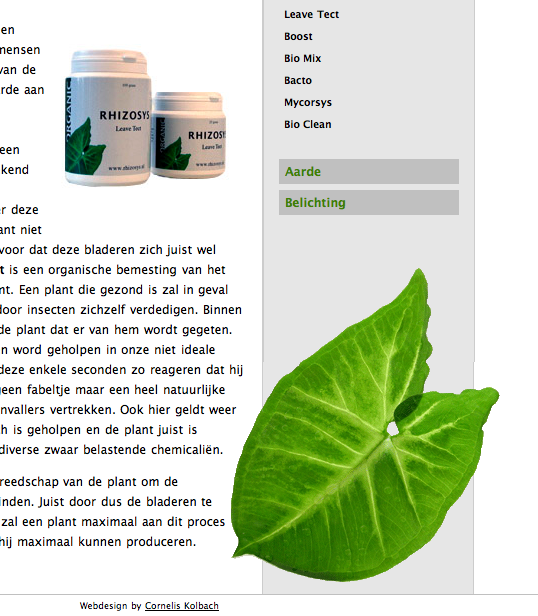 en
mensen
van de
rde aan
een
kend
er deze
ant niet
voor dat deze bladeren zich juist wel
t is een organische bemesting van het
nt. Een plant die gezond is zal in geval
door insecten zichzelf verdedigen. Binnen
de plant dat er van hem wordt gegeten.
n word geholpen in onze niet ideale
deze enkele seconden zo reageren dat hij
geen fabeltje maar een heel natuurlijke
nvallers vertrekken. Ook hier geldt weer
h is geholpen en de plant juist is
diverse zwaar belastende chemicaliën.
reedschap van de plant om de
inden. Juist door dus de bladeren te
zal een plant maximaal aan dit proces
hij maximaal kunnen produceren.
ORGANIC
RHIZOSYS
Leave Tect
www.rhizosys.nl
ORGANIC
RHIZOSYS
Leave Tect
www.rhizosys.nl
Leave Tect
Boost
Bio Mix
Bacto
Mycorsys
Bio Clean
Aarde
Belichting
Webdesign by Cornelis Kolbach